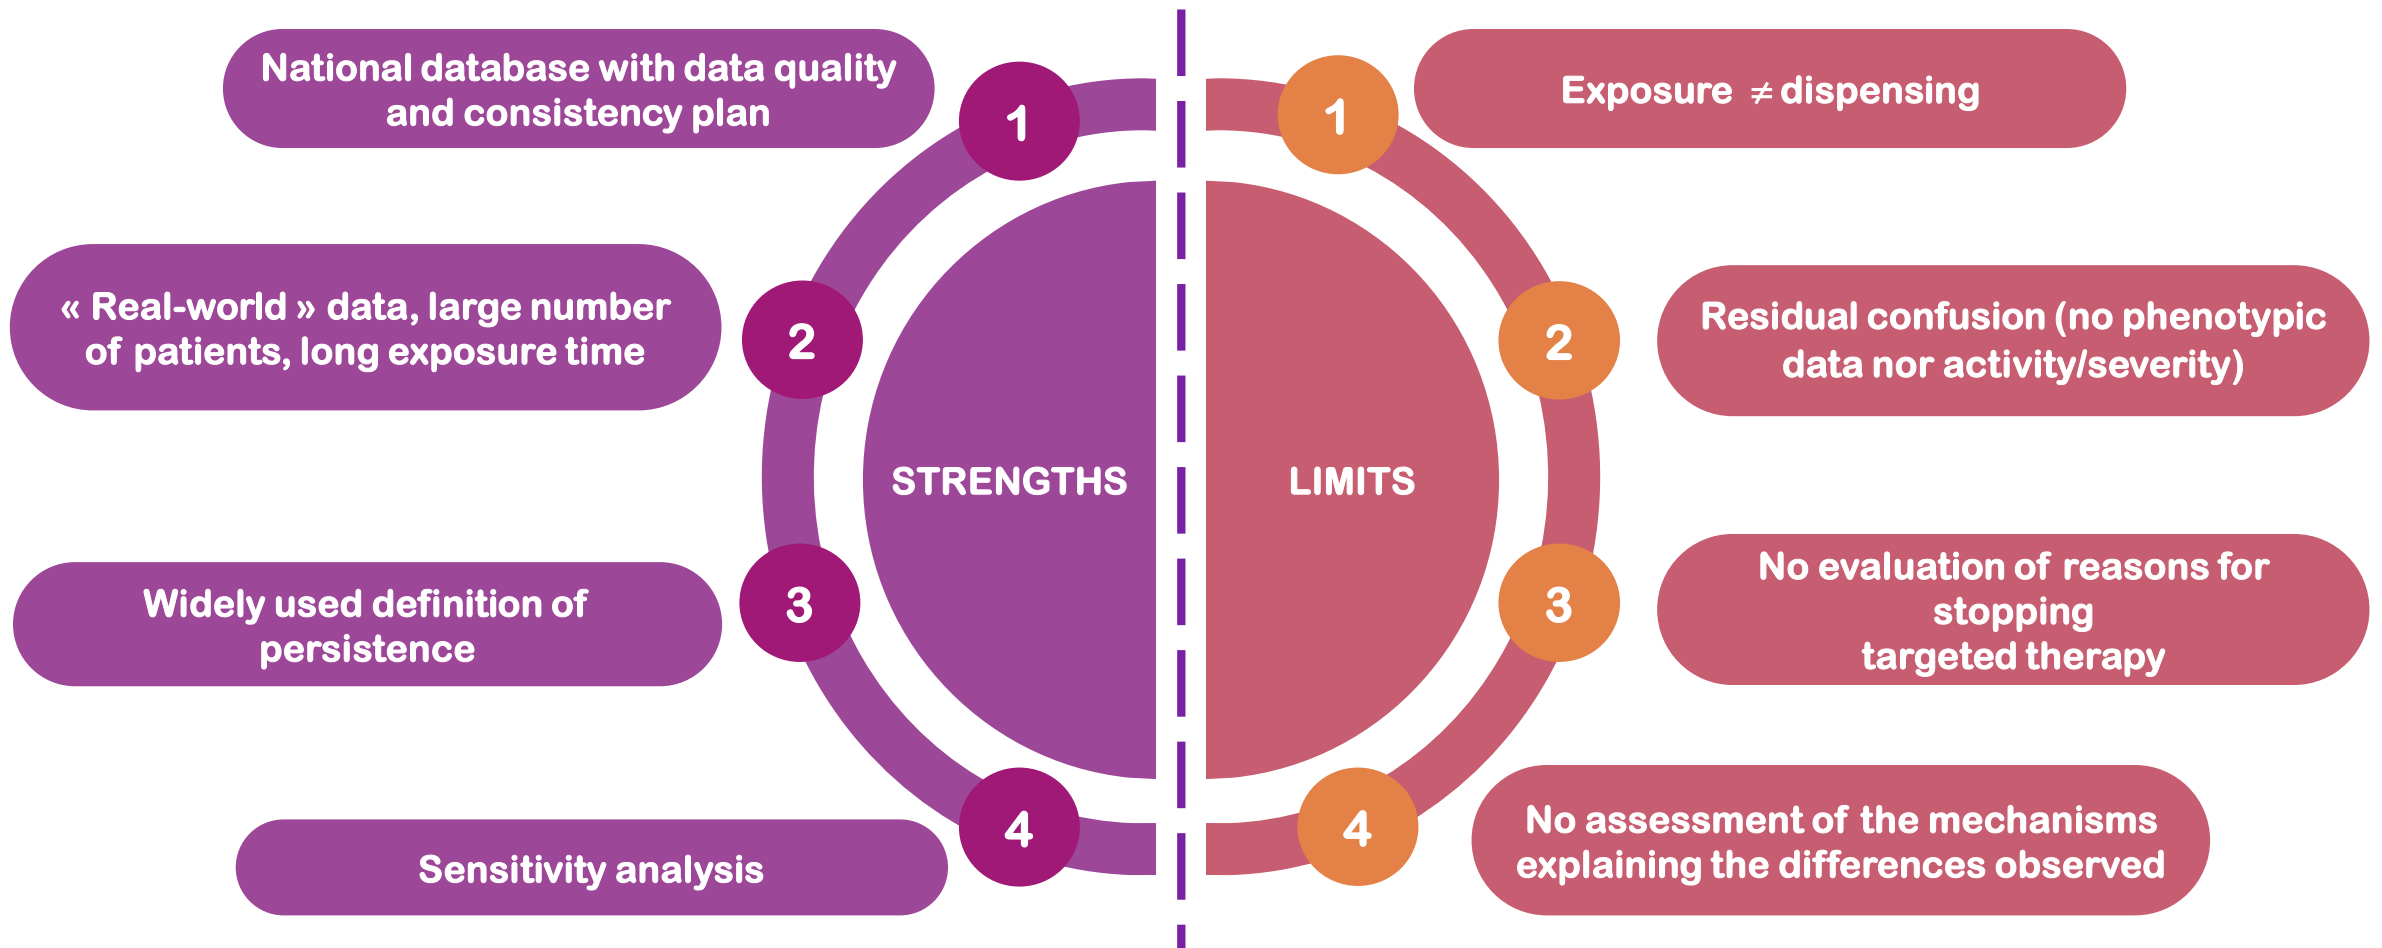 National database with data quality
and consistency plan
1
« Real-world » data, large number
of patients, long exposure time
2
STRENGTHS
Widely used definition of
persistence
3
Sensitivity analysis
4
1
Exposure ≠ dispensing
2
Residual confusion (no phenotypic
data nor activity/severity)
LIMITS
3
No evaluation of reasons for
stopping
targeted therapy
4
No assessment of the mechanisms
explaining the differences observed